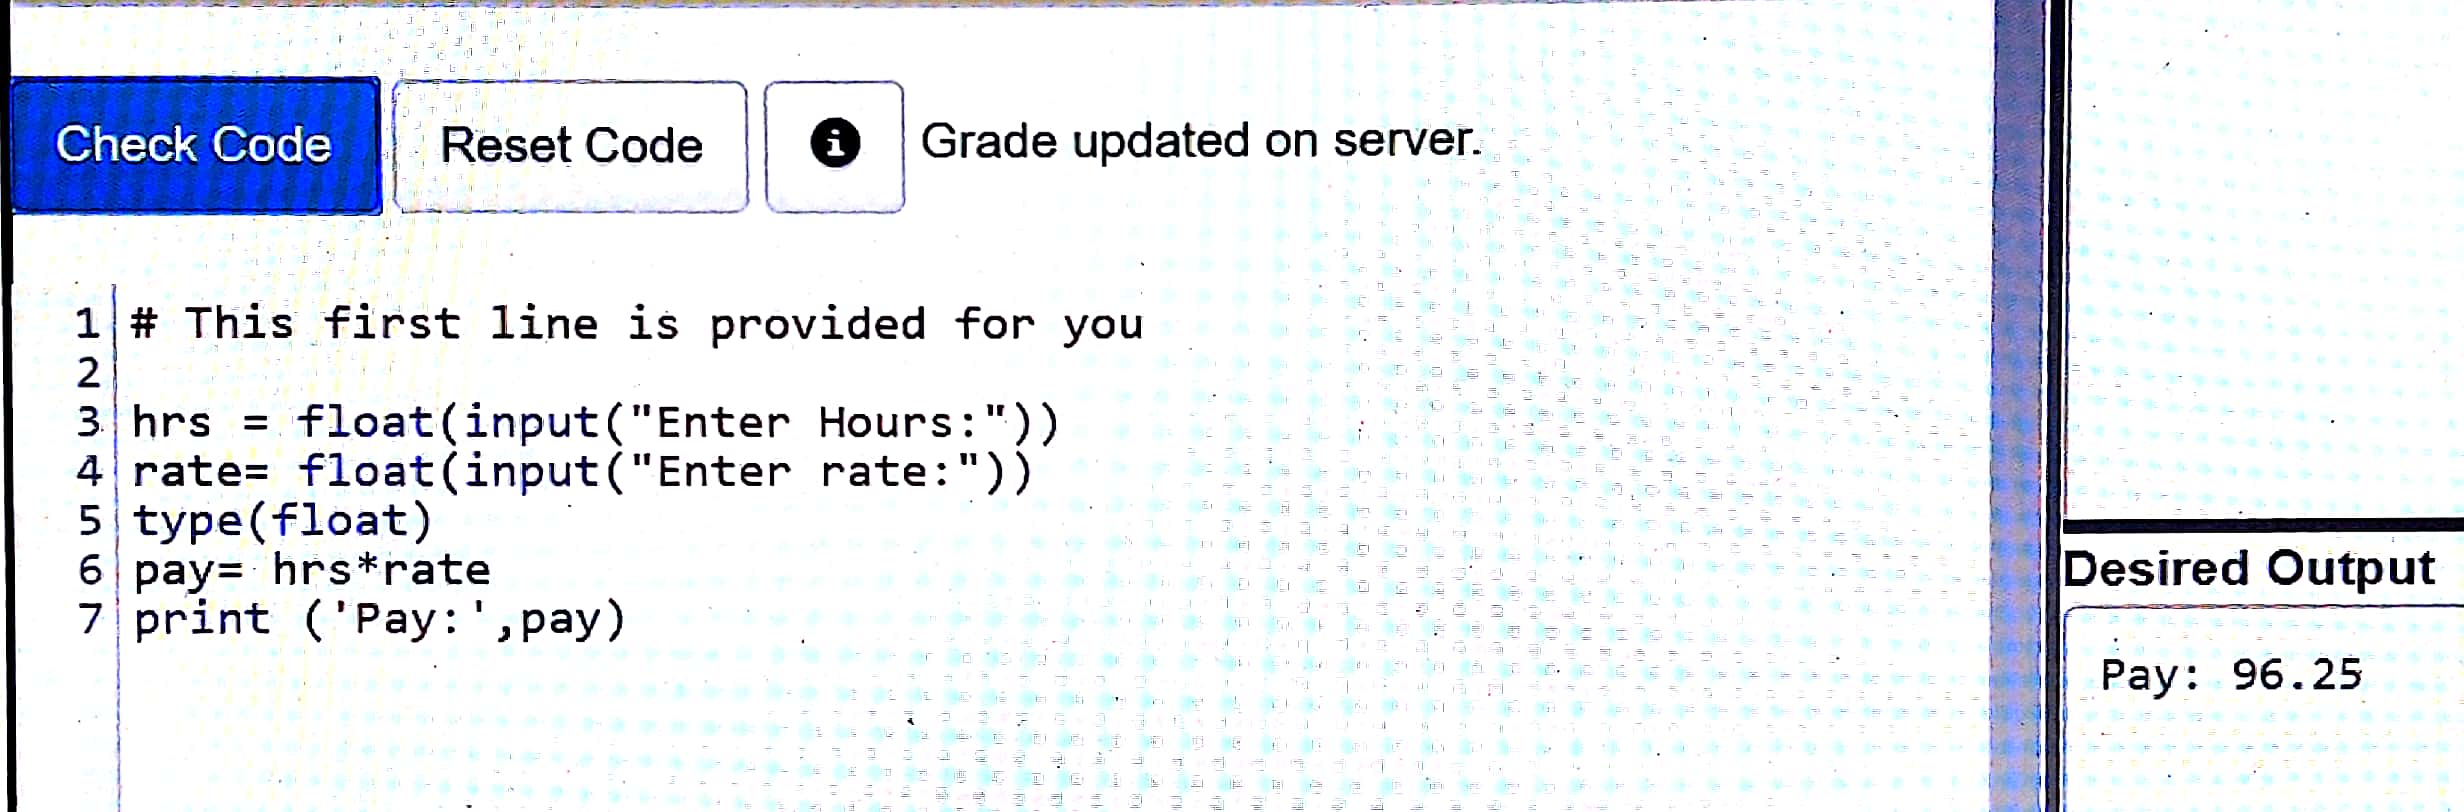 Check Code Reset Code Grade updated on server.
1 # This first line is provided for you
2
3 hrs = float(input("Enter Hours:"))
4 rate= float(input("Enter rate:"))
5 type(float)
6 pay= hrs*rate
7 print ('Pay:',pay)
Desired Output
Pay: 96.25